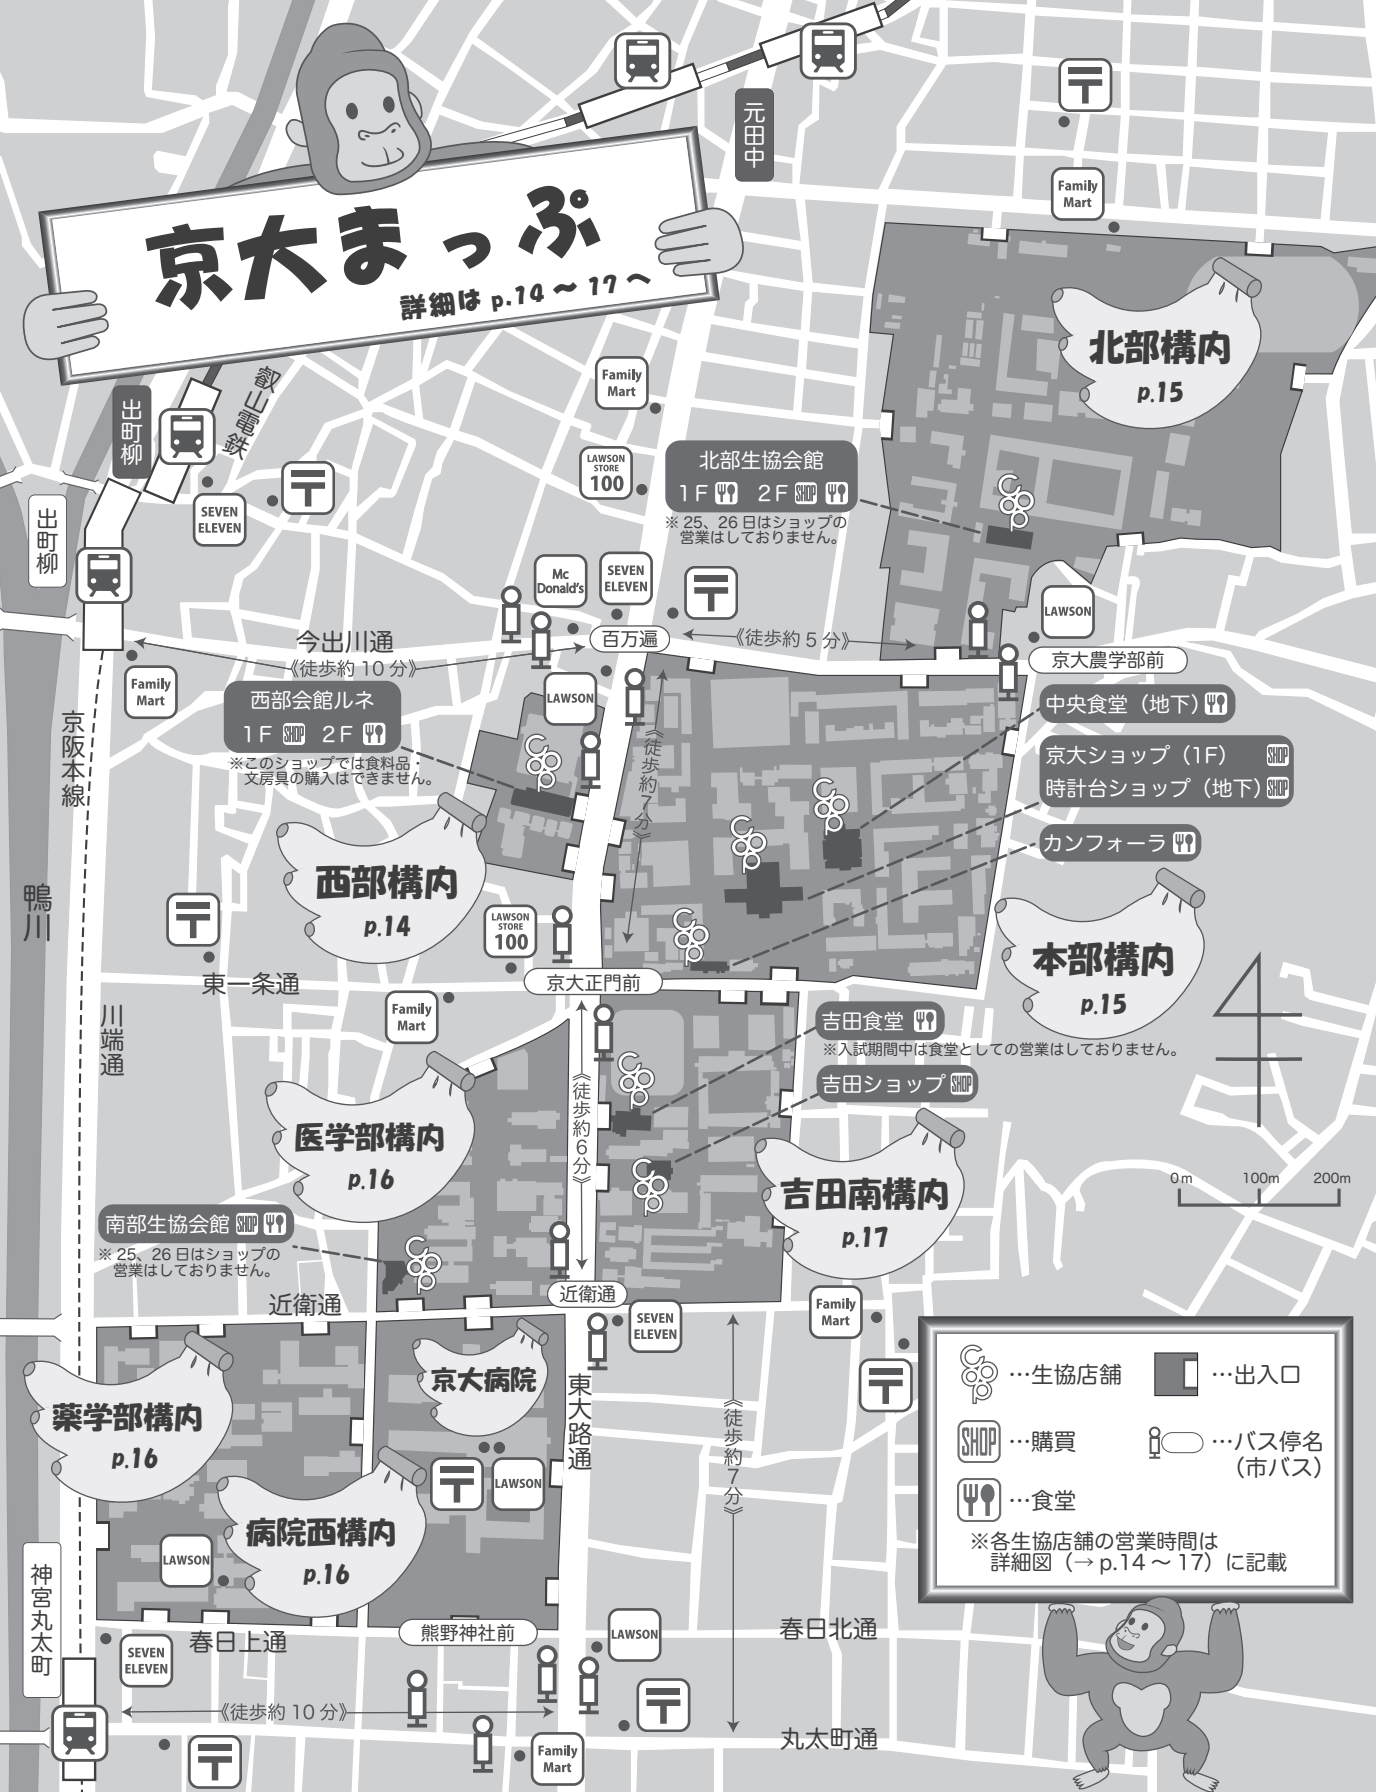 京大まっぷ
詳細は p.14 ～ 17 へ
元田中
Family
Mart
北部構内
p.15
出町柳
叡山電鉄
SEVEN
ELEVEN
出町柳
Family
Mart
LAWSON
STORE
100
北部生協会館
1F 2F SHOP
※ 25、26 日はショップの
営業はしておりません。
Mc
Donald's
SEVEN
ELEVEN
百万遍
《徒歩約 5 分》
LAWSON
京大農学部前
今出川通
《徒歩約 10 分》
Family
Mart
西部会館ルネ
1F SHOP 2F
※このショップでは食料品・
文房具の購入はできません。
LAWSON
《徒歩約7分》
中央食堂（地下）
京大ショップ（1F） SHOP
時計台ショップ（地下） SHOP
カンフォーラ
京阪本線
鴨川
西部構内
p.14
LAWSON
STORE
100
本部構内
p.15
東一条通
京大正門前
川端通
Family
Mart
吉田食堂
※入試期間中は食堂としての営業はしておりません。
吉田ショップ SHOP
《徒歩約6分》
医学部構内
p.16
吉田南構内
p.17
0m 100m 200m
南部生協会館 SHOP
※ 25、26 日はショップの
営業はしておりません。
近衛通
近衛通
SEVEN
ELEVEN
Family
Mart
薬学部構内
p.16
京大病院
東大路通
《徒歩約7分》
LAWSON
病院西構内
p.16
LAWSON
coop …生協店舗
…出入口
SHOP …購買
…バス停名
（市バス）
…食堂
※各生協店舗の営業時間は
詳細図（→ p.14 ～ 17）に記載
神宮丸太町
春日上通
熊野神社前
LAWSON
春日北通
SEVEN
ELEVEN
《徒歩約 10 分》
Family
Mart
丸太町通